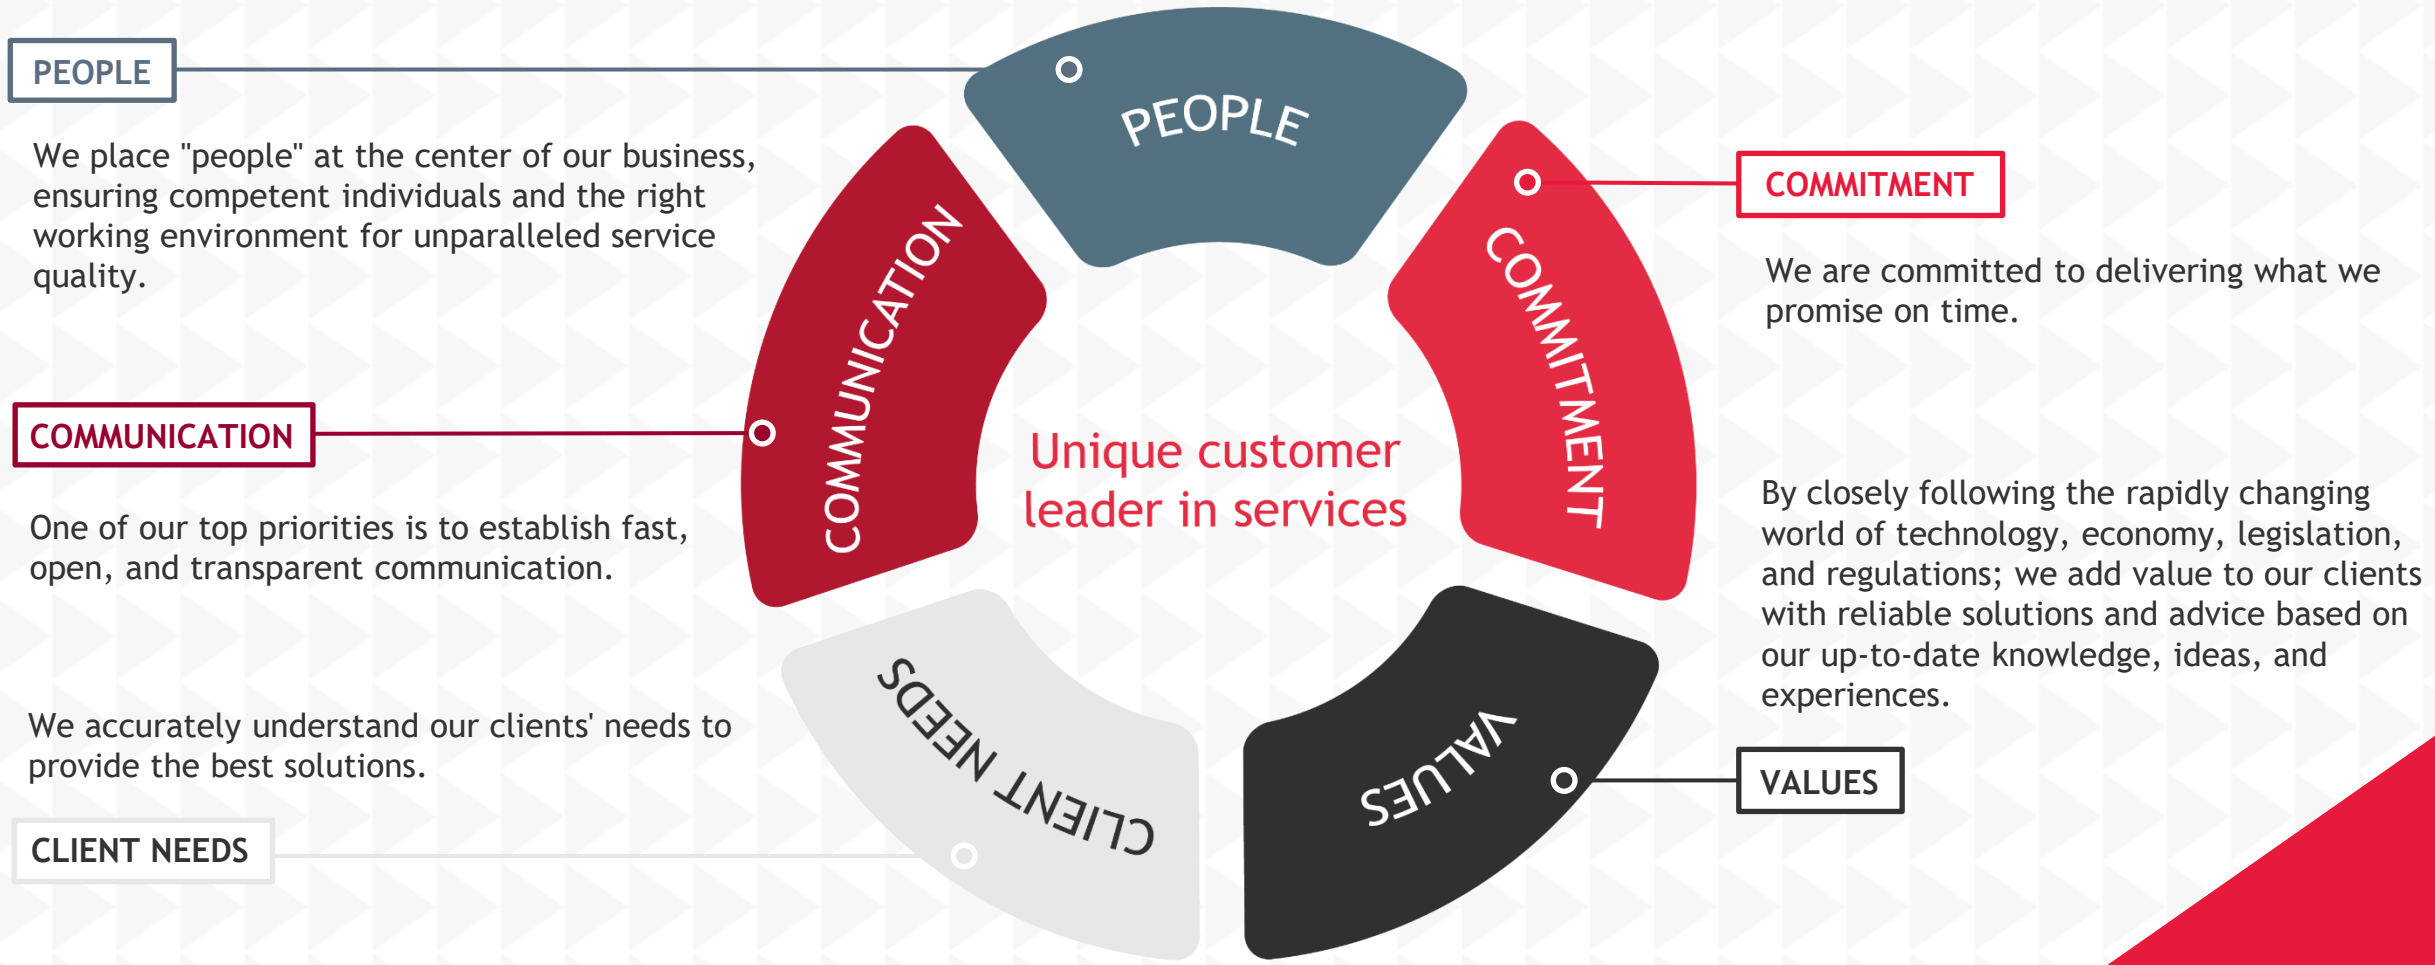 PEOPLE
We place "people" at the center of our business,
ensuring competent individuals and the right
working environment for unparalleled service
quality.
COMMUNICATION
One of our top priorities is to establish fast,
open, and transparent communication.
We accurately understand our clients' needs to
provide the best solutions.
CLIENT NEEDS
PEOPLE
COMMUNICATION
COMMITMENT
Unique customer
leader in services
CLIENT NEEDS
VALUES
COMMITMENT
We are committed to delivering what we
promise on time.
By closely following the rapidly changing
world of technology, economy, legislation,
and regulations; we add value to our clients
with reliable solutions and advice based on
our up-to-date knowledge, ideas, and
experiences.
VALUES